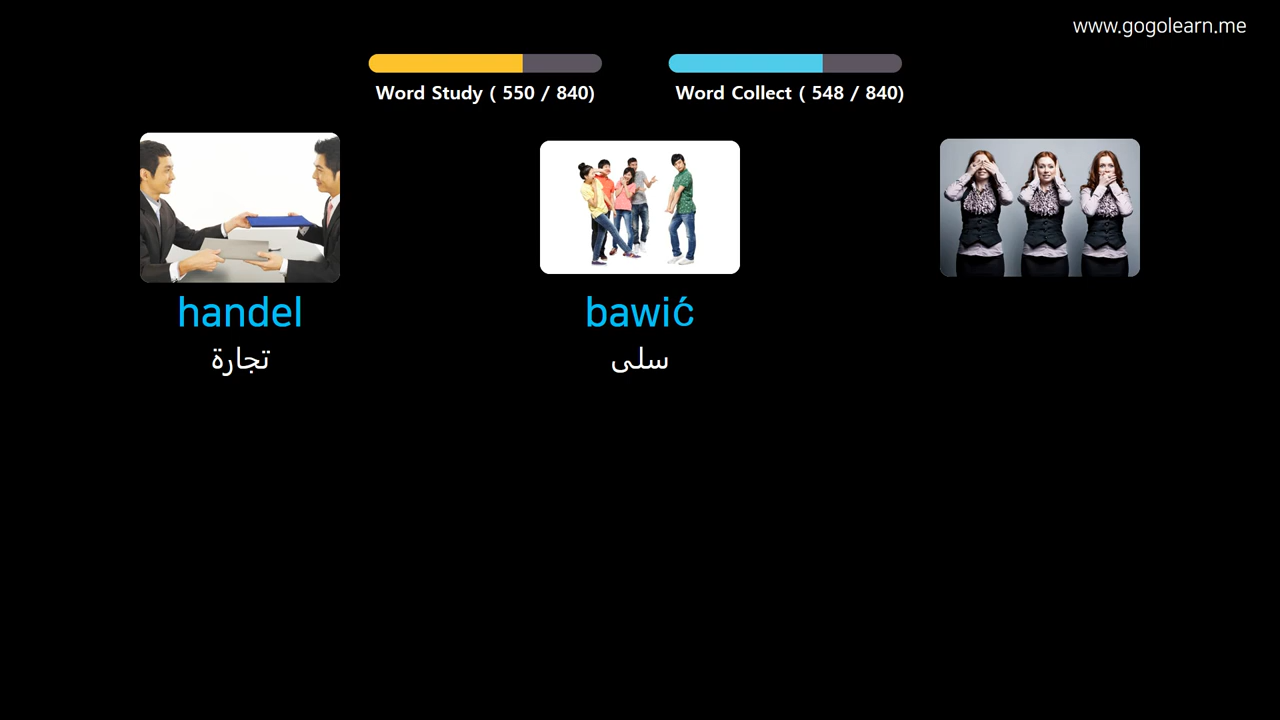 www.gogolearn.me
Word Study ( 550 / 840)
Word Collect ( 548 / 840)
handel
تجارة
bawić
سلى